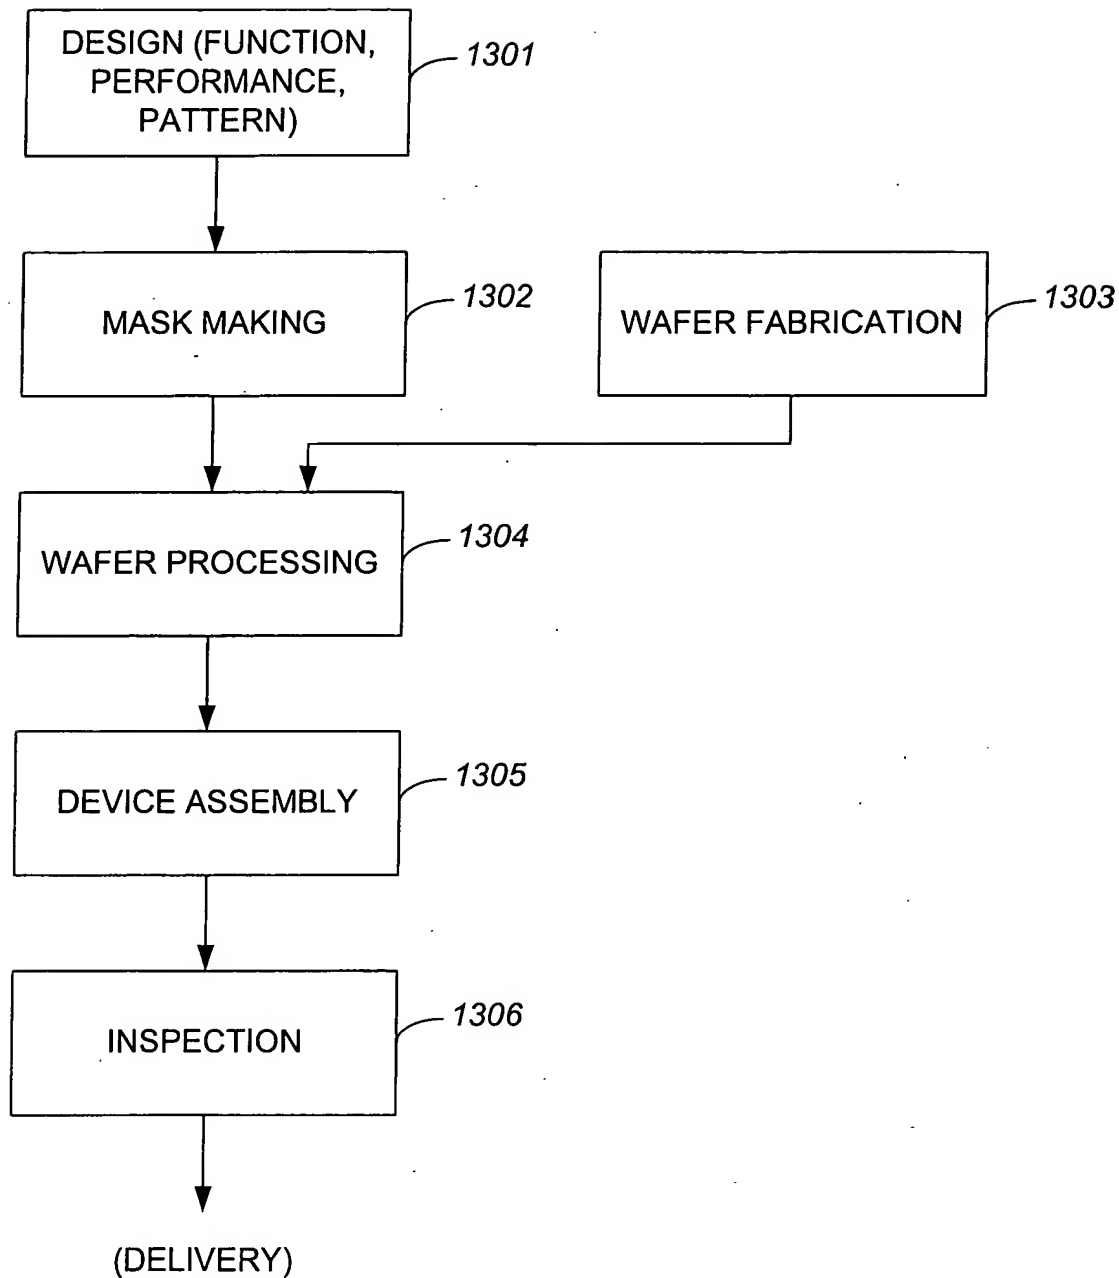 DESIGN (FUNCTION,
PERFORMANCE,
PATTERN)
1301
MASK MAKING
1302
WAFER FABRICATION
1303
WAFER PROCESSING
1304
DEVICE ASSEMBLY
1305
INSPECTION
1306
(DELIVERY)